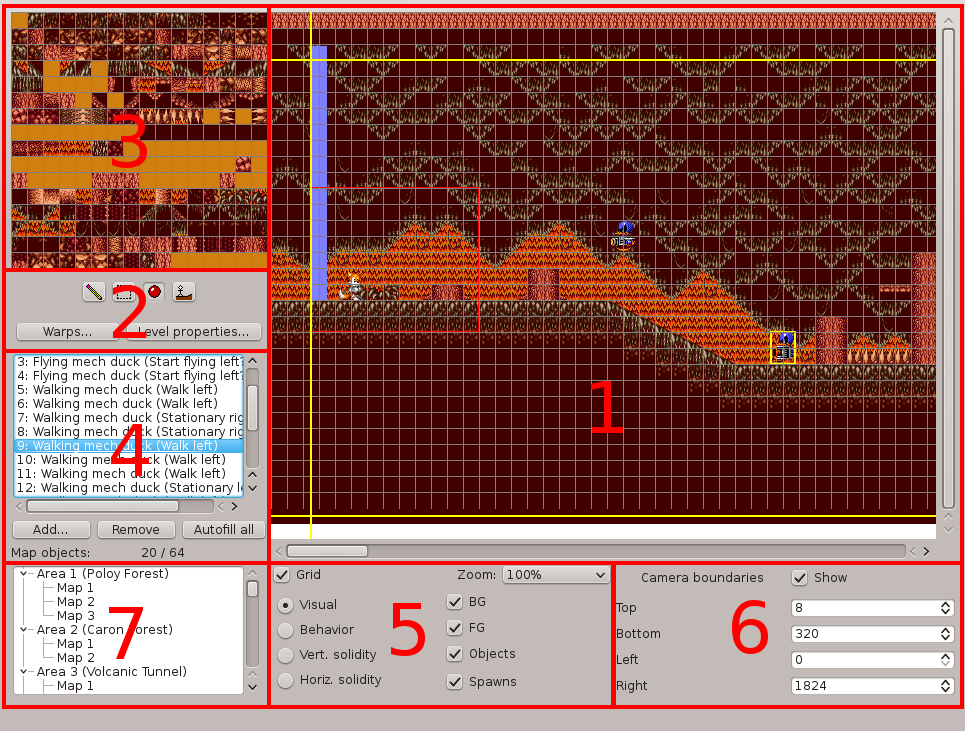 3
1
2
Warps...
Level properties...
3: Flying mech duck (Start flying left?
4: Flying mech duck (Start flying left?
5: Walking mech duck (Walk left)
6: Walking mech duck (Walk left)
7: Walking mech duck (Stationary rig
8: Walking mech duck (Stationary rig
9: Walking mech duck (Walk left)
10: Walking mech duck (Walk left)
11: Walking mech duck (Walk left)
12: Walking mech duck (Stationary le
4
Add...
Remove
Autofill all
Map objects:
20 / 64
Area 1 (Poloy Forest)
Map 1
Map 2
Map 3
Area 2 (Caron Forest)
Map 1
Map 2
Area 3 (Volcanic Tunnel)
Map 1
7
Grid
Zoom:
100%
Visual
BG
Behavior
FG
Vert. solidity
Objects
Horiz. solidity
Spawns
5
Camera boundaries
Show
Top
8
Bottom
320
Left
0
Right
1824
6